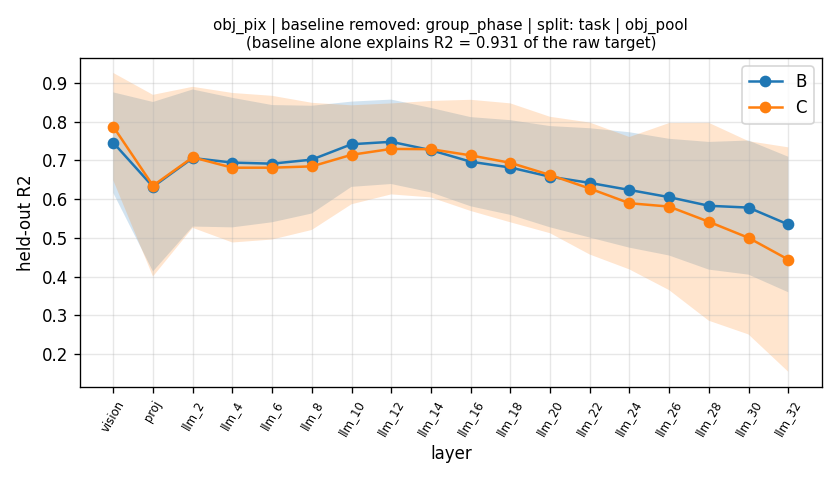 obj_pix | baseline removed: group_phase | split: task | obj_pool
(baseline alone explains R2 = 0.931 of the raw target)
B
C
held-out R2
0.9
0.8
0.7
0.6
0.5
0.4
0.3
0.2
vision
proj
llm_2
llm_4
llm_6
llm_8
llm_10
llm_12
llm_14
llm_16
llm_18
llm_20
llm_22
llm_24
llm_26
llm_28
llm_30
llm_32
layer